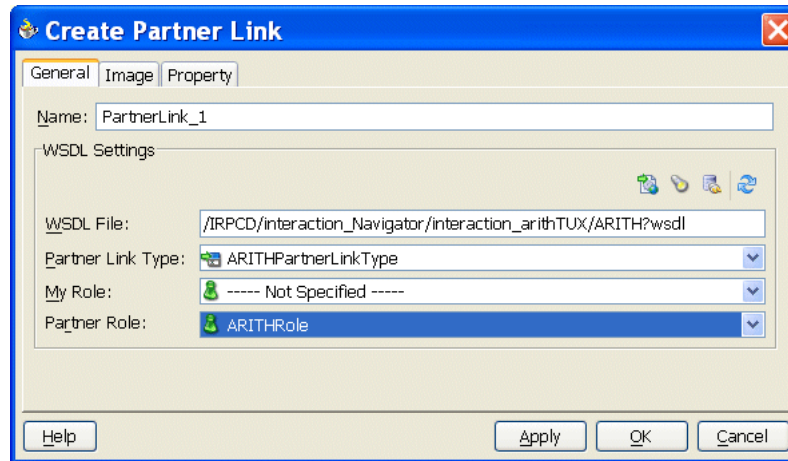 Create Partner Link
General Image Property
Name: PartnerLink_1
WSDL Settings
WSDL File: /IRPCD/interaction_Navigator/interaction_arithTUX/ARITH?wsdl
Partner Link Type: ARITHPartnerLinkType
My Role: ----- Not Specified -----
Partner Role: ARITHRole
Help Apply OK Cancel